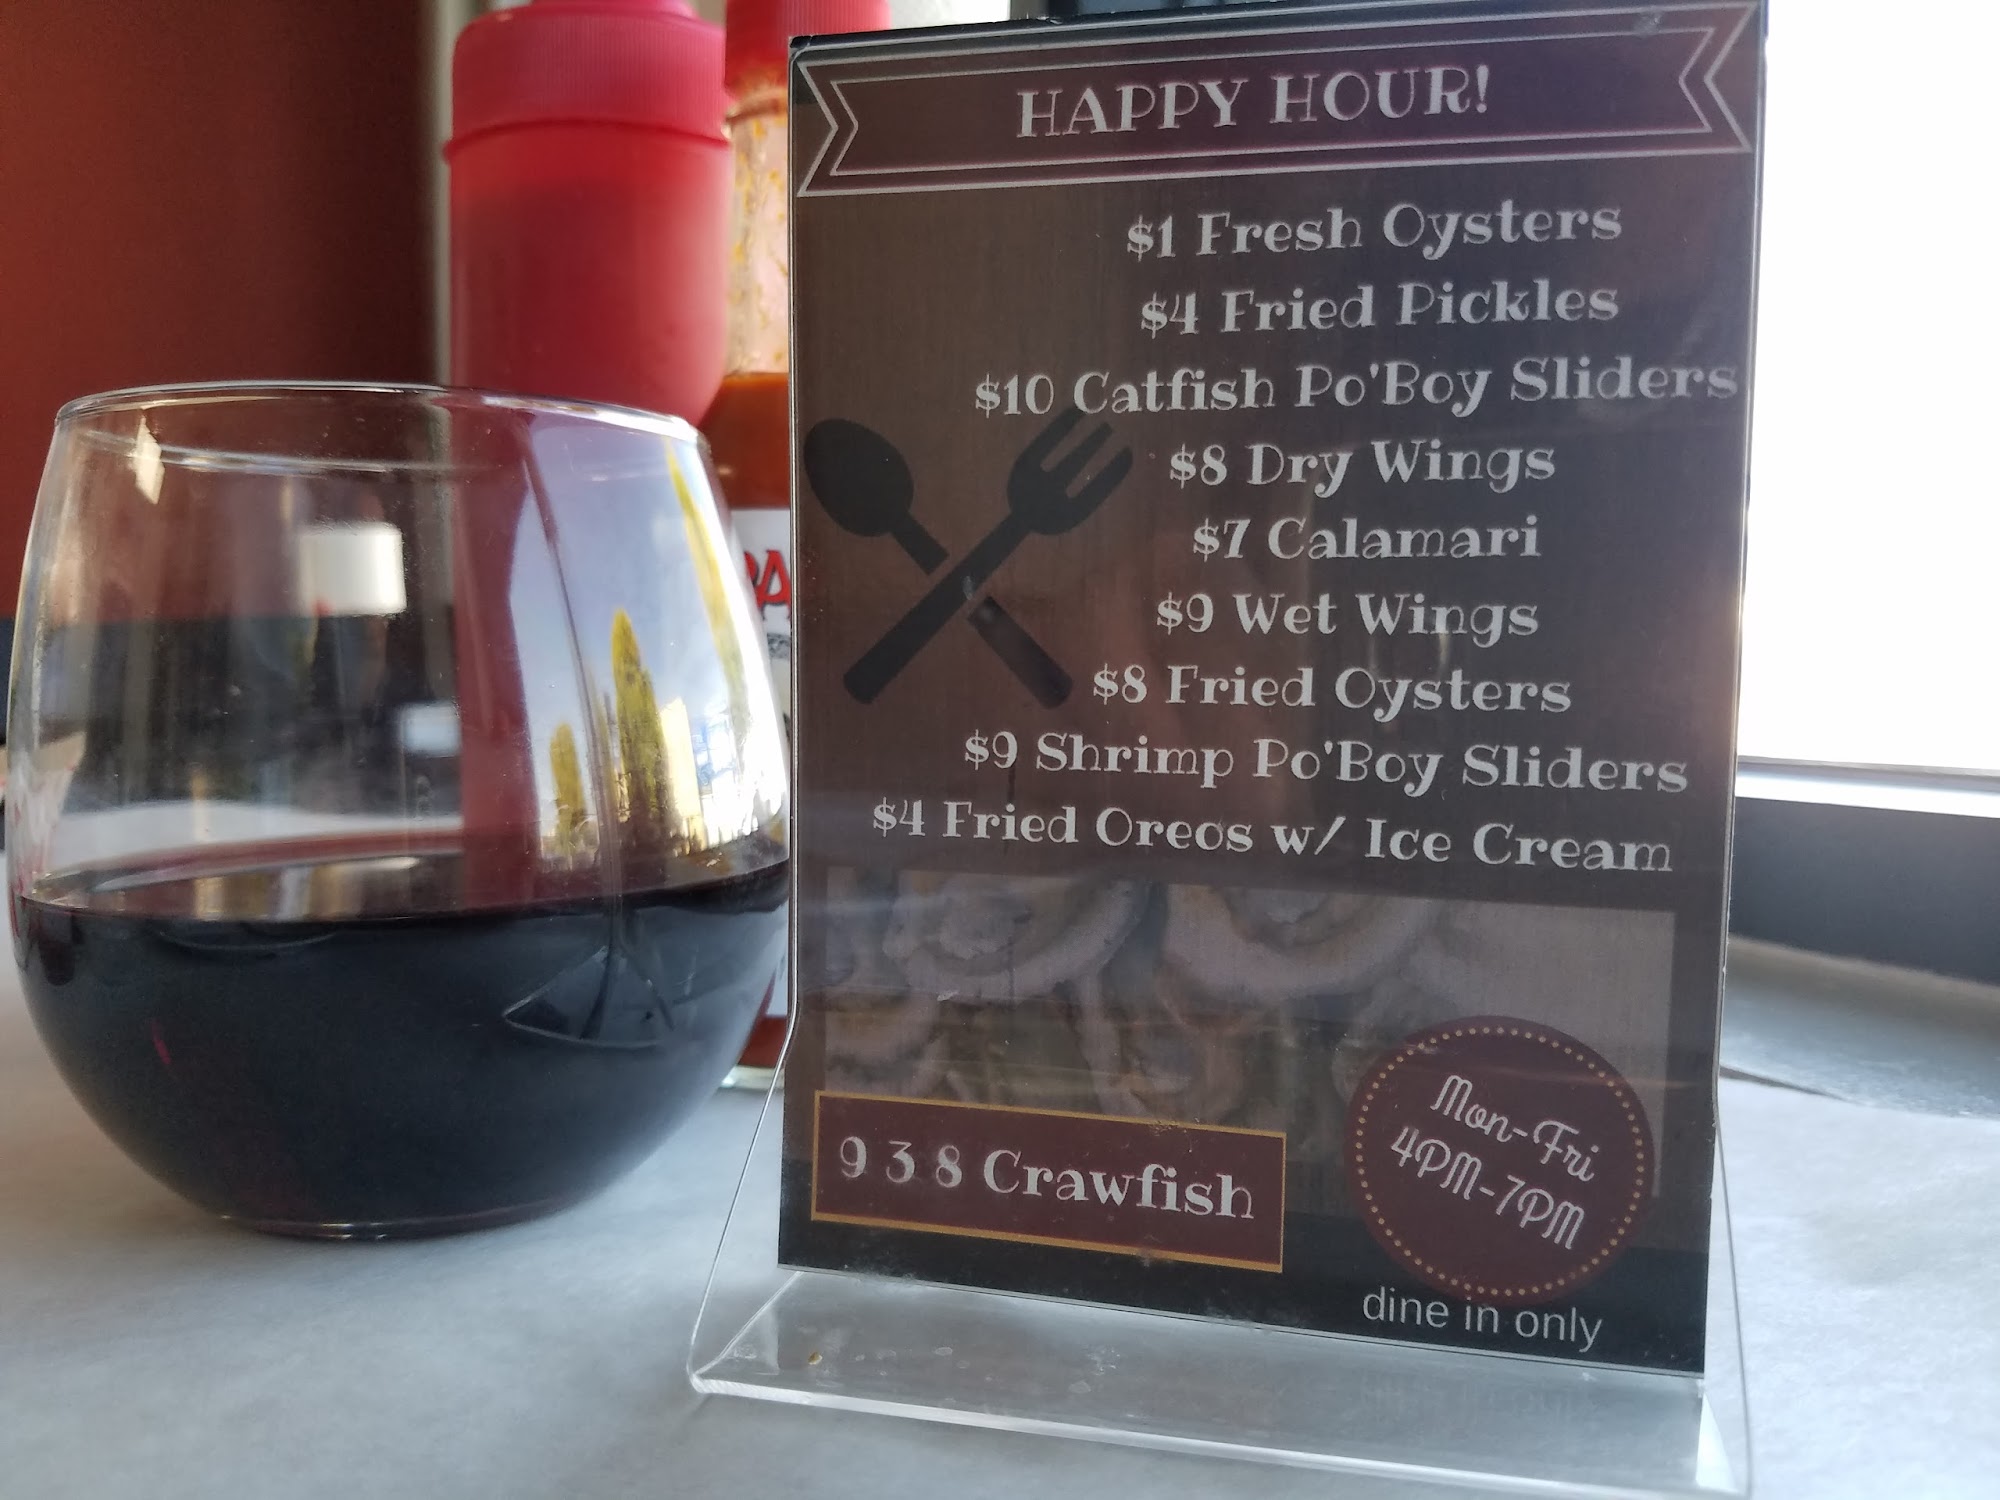 HAPPY HOUR!
$1 Fresh Oysters
$4 Fried Pickles
$10 Catfish Po'Boy Sliders
$8 Dry Wings
$7 Calamari
$9 Wet Wings
$8 Fried Oysters
$9 Shrimp Po'Boy Sliders
$4 Fried Oreos w/ Ice Cream
9 3 8 Crawfish
Mon-Fri
4PM-7PM
dine in only